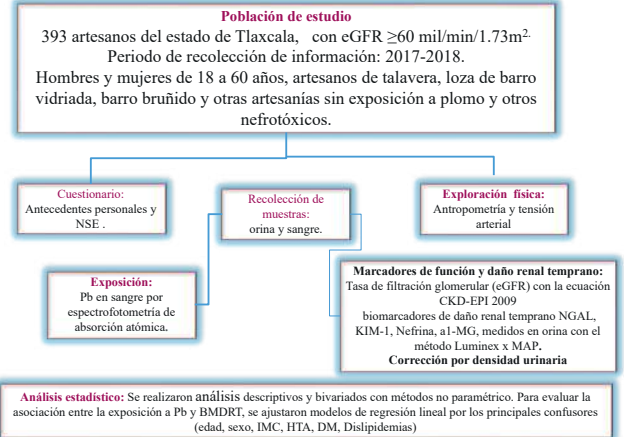 Población de estudio
393 artesanos del estado de Tlaxcala, con eGFR ≥60 mil/min/1.73m2.
Periodo de recolección de información: 2017-2018.
Hombres y mujeres de 18 a 60 años, artesanos de talavera, loza de barro
vidriada, barro bruñido y otras artesanías sin exposición a plomo y otros
nefrotóxicos.
Cuestionario:
Antecedentes personales y
NSE .
Recolección de
muestras:
orina y sangre.
Exploración física:
Antropometría y tensión
arterial
Exposición:
Pb en sangre por
espectrofotometría de
absorción atómica.
Marcadores de función y daño renal temprano:
Tasa de filtración glomerular (eGFR) con la ecuación
CKD-EPI 2009
biomarcadores de daño renal temprano NGAL,
KIM-1, Nefrina, a1-MG, medidos en orina con el
método Luminex x MAP.
Corrección por densidad urinaria
Análisis estadístico: Se realizaron análisis descriptivos y bivariados con métodos no paramétrico. Para evaluar la
asociación entre la exposición a Pb y BMDRT, se ajustaron modelos de regresión lineal por los principales confusores
(edad, sexo, IMC, HTA, DM, Dislipidemias)